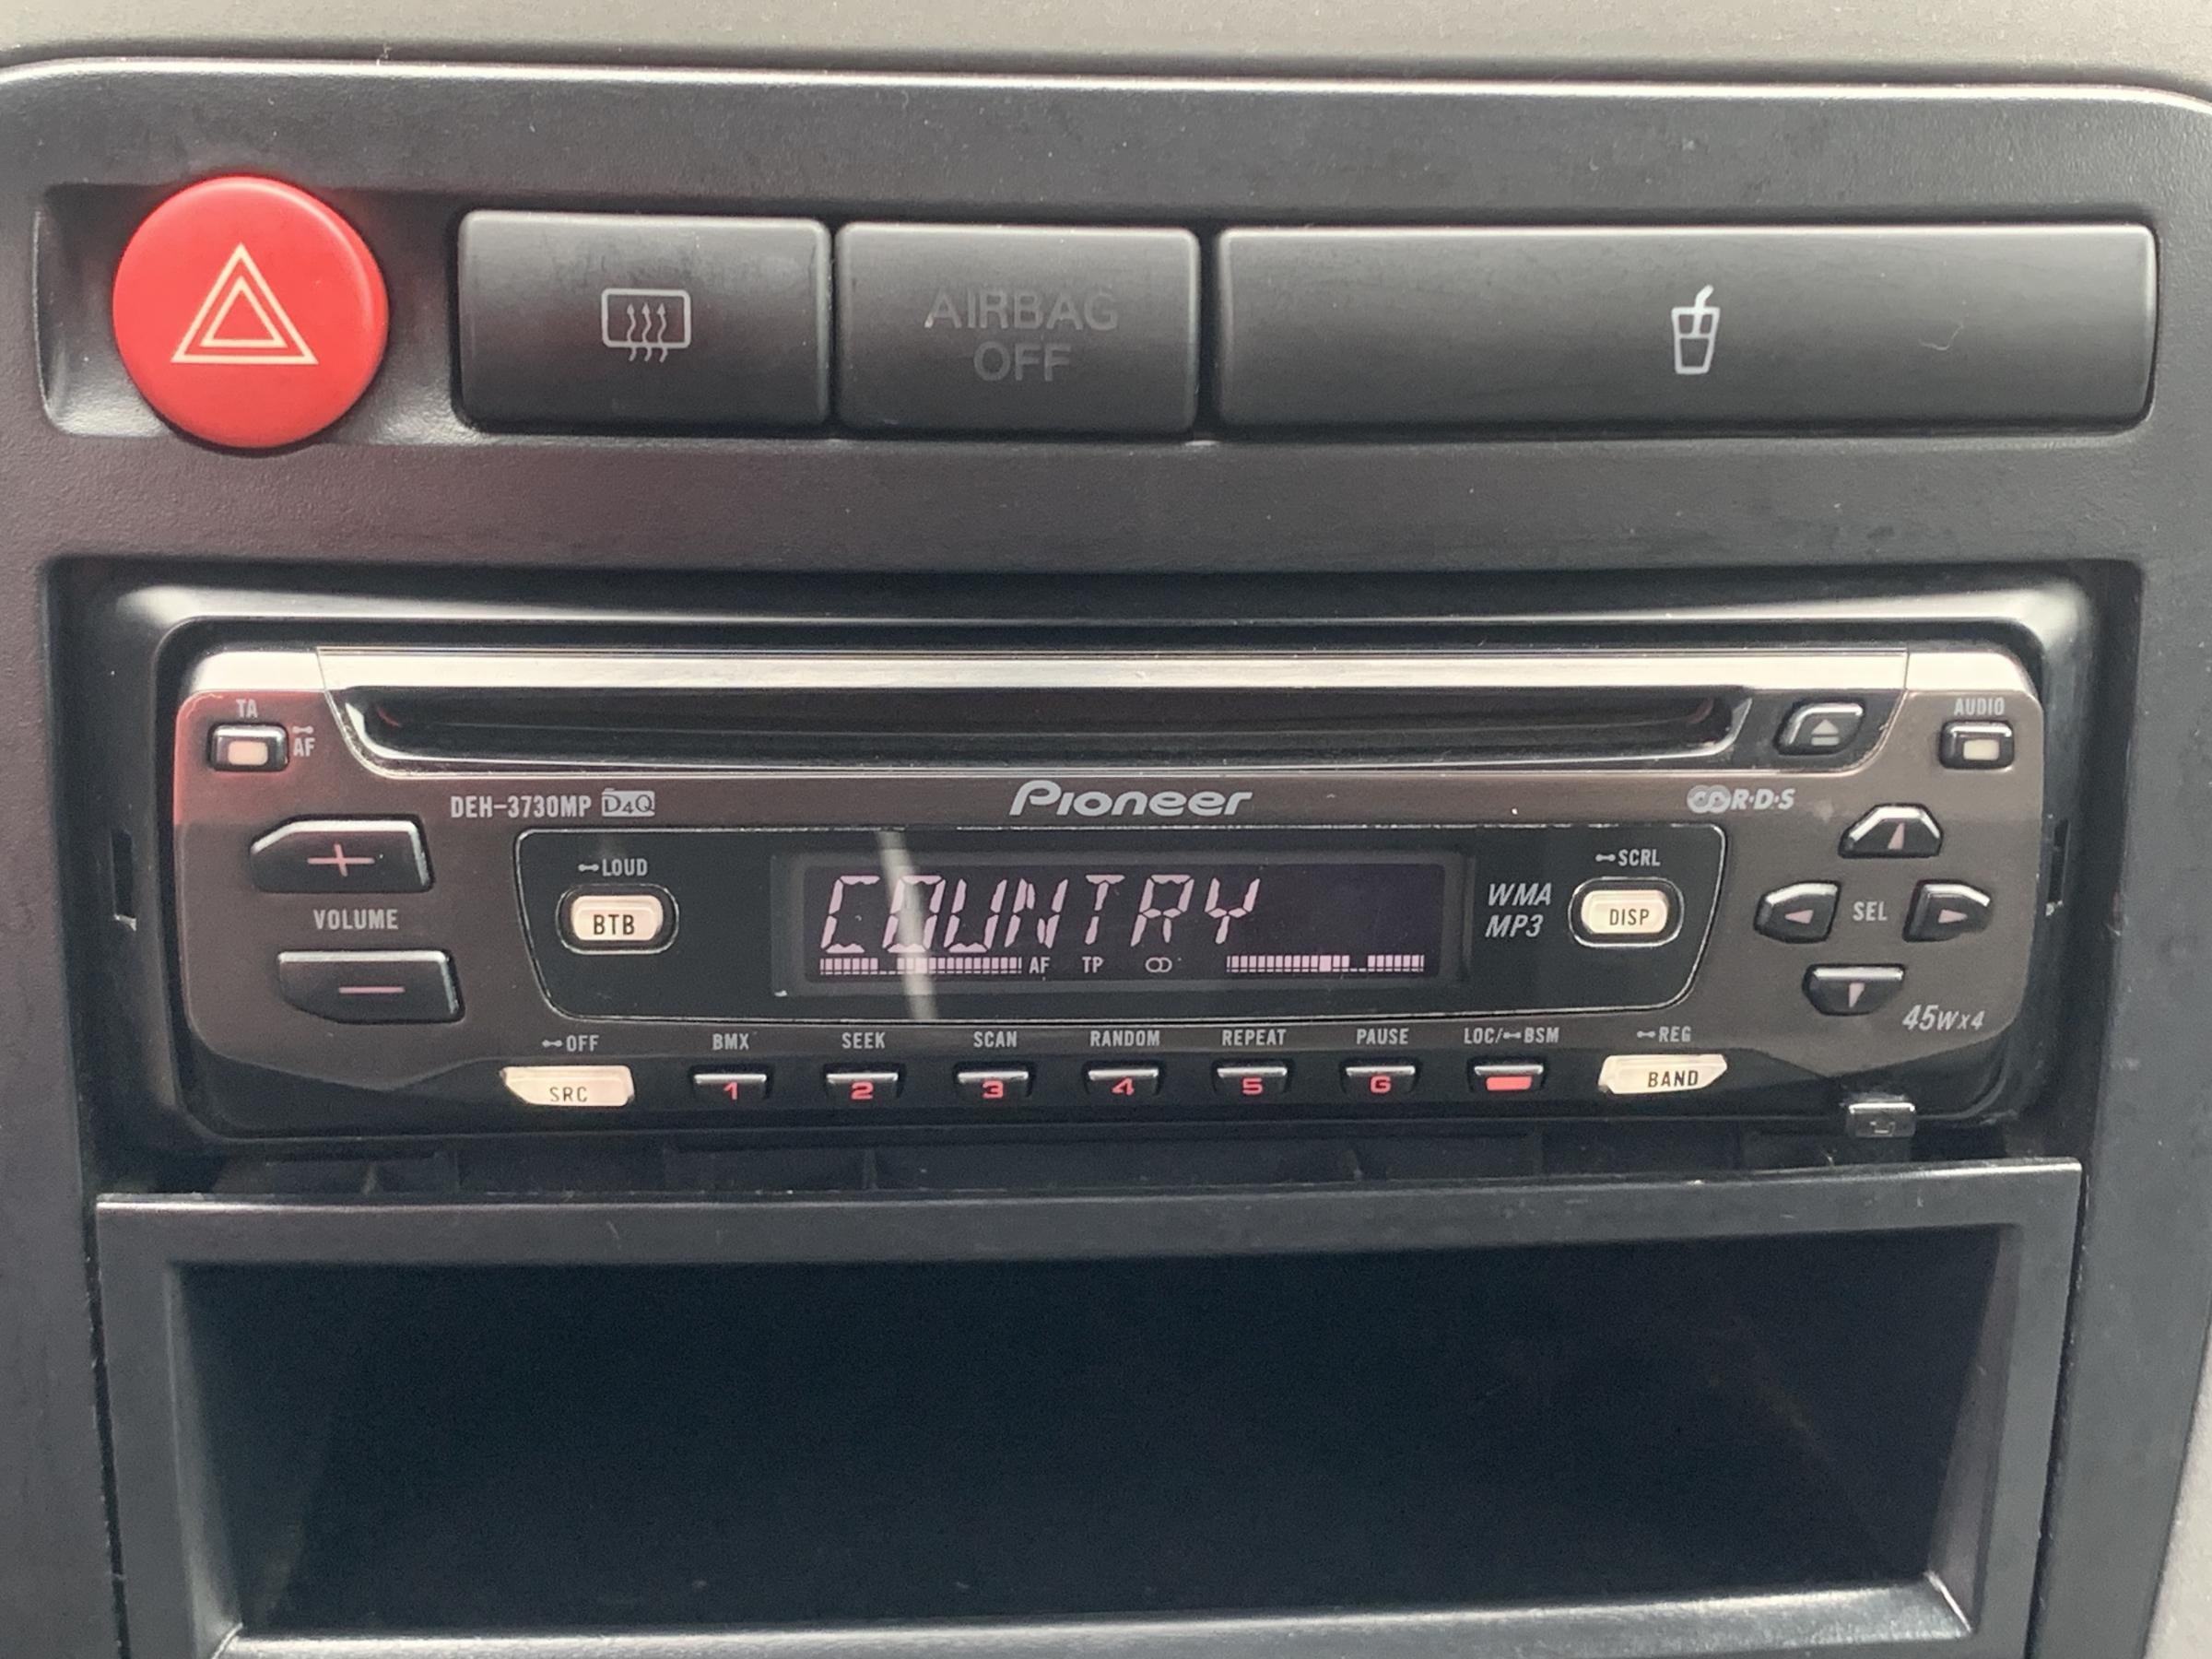 AIRBAG
OFF
TA
AF
AUDIO
DEH-3730MP D4Q
Pioneer
R·D·S
LOUD
BTB
VOLUME
COUNTRY
AF TP
WMA
MP3
SCRL
DISP
SEL
45Wx4
OFF
SRC
BMX
1
SEEK
2
SCAN
3
RANDOM
4
REPEAT
5
PAUSE
6
LOC/BSM
REG
BAND